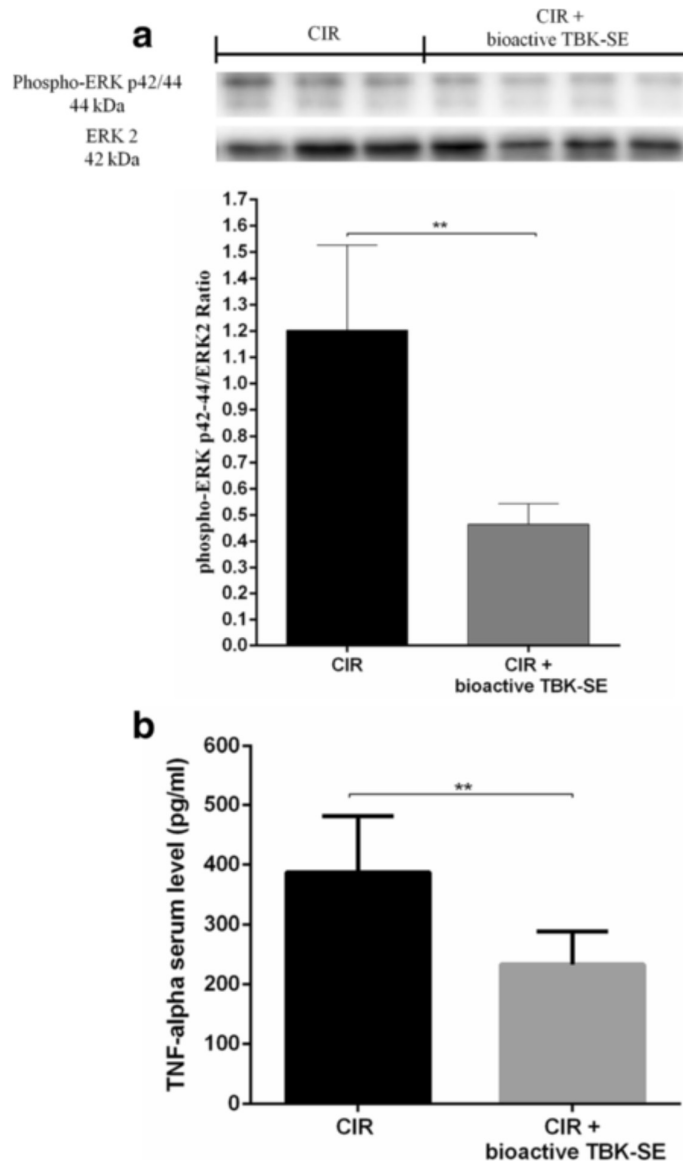 a
CIR
CIR +
bioactive TBK-SE
Phospho-ERK p42/44
44 kDa
ERK 2
42 kDa
phospho-ERK p42-44/ERK2 Ratio
1.7
1.6
1.5
1.4
1.3
1.2
1.1
1.0
0.9
0.8
0.7
0.6
0.5
0.4
0.3
0.2
0.1
0.0
**
CIR
CIR +
bioactive TBK-SE
b
TNF-alpha serum level (pg/ml)
600
500
400
300
200
100
0
**
CIR
CIR +
bioactive TBK-SE